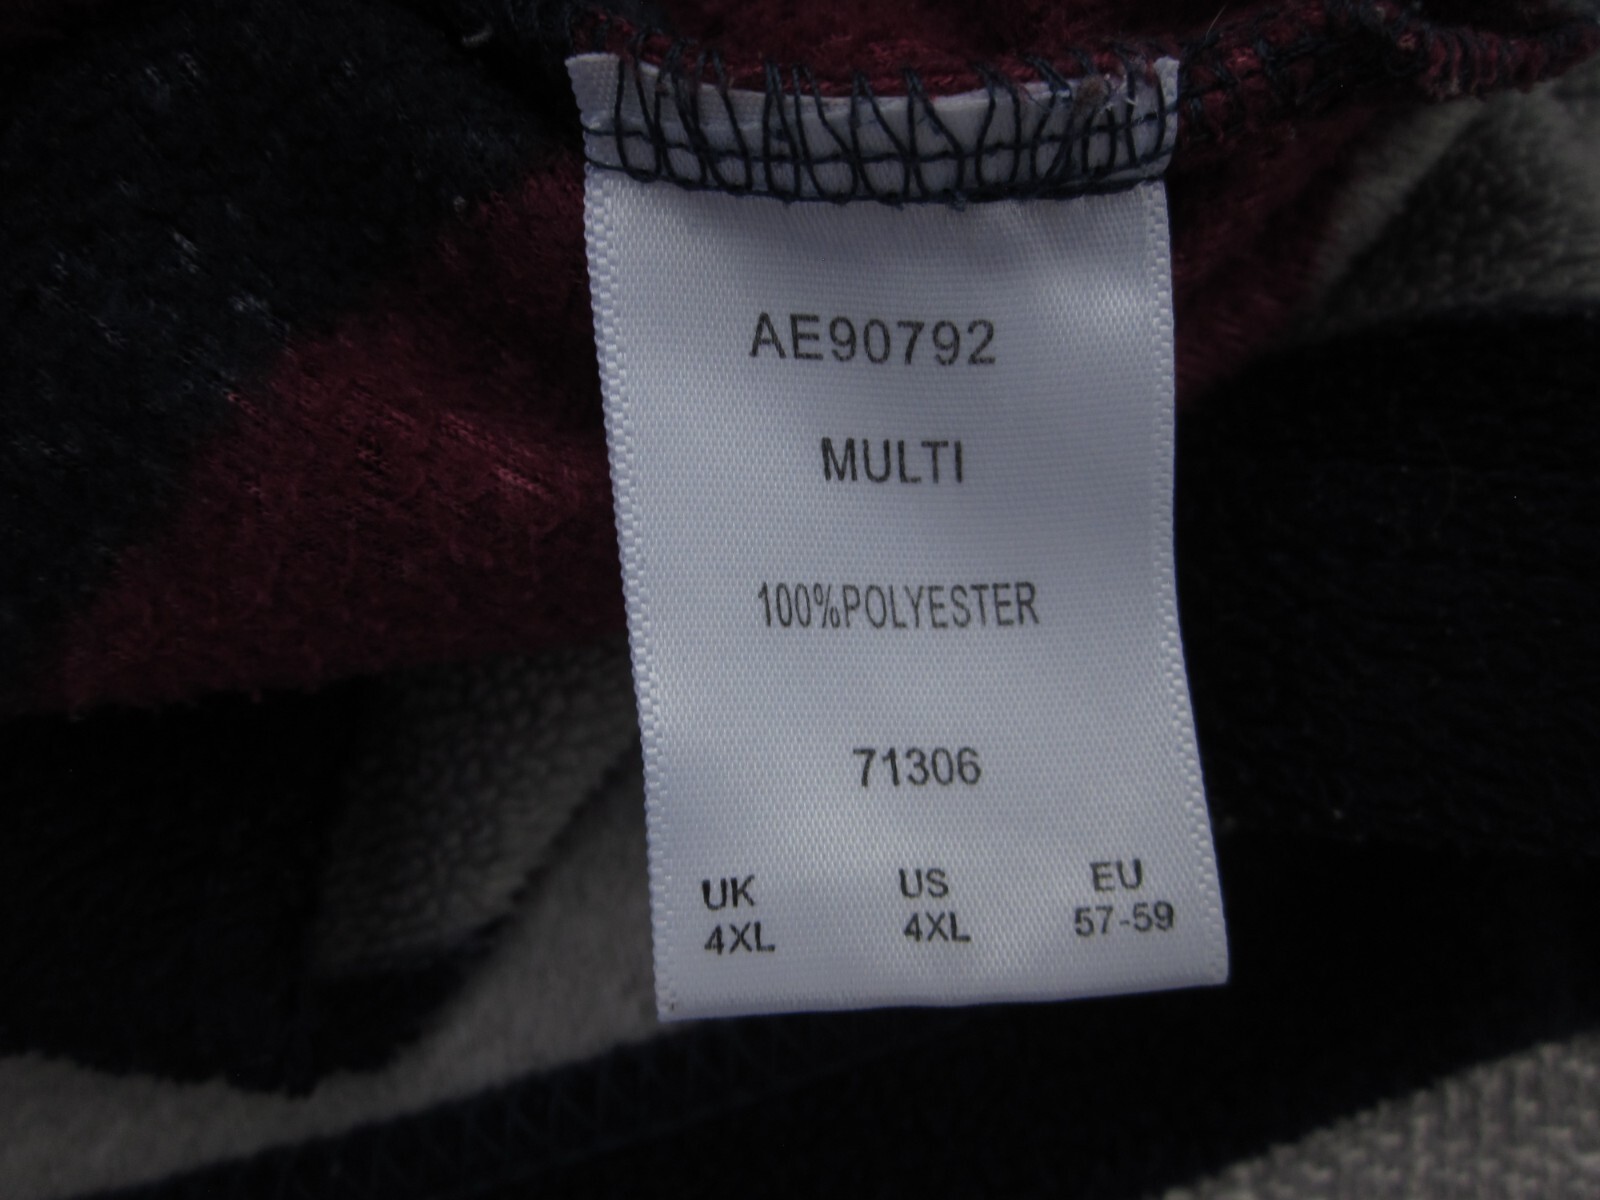 AE90792
MULTI
100%POLYESTER
71306
UK US EU
4XL 4XL 57-59